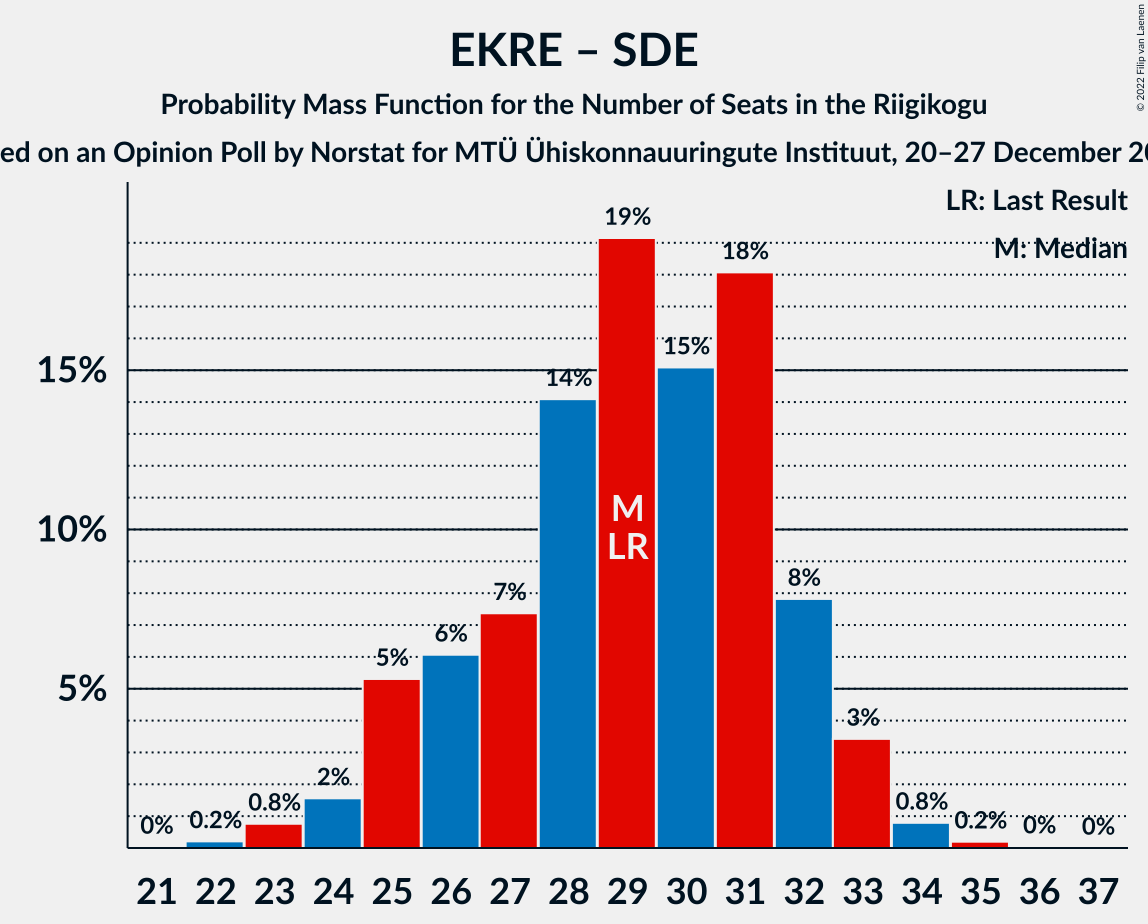 EKRE – SDE
Probability Mass Function for the Number of Seats in the Riigikogu
ed on an Opinion Poll by Norstat for MTÜ Ühiskonnauuringute Instituut, 20–27 December 20
© 2022 Filip van Laenen
LR: Last Result
M: Median
15%
10%
5%
0%
0.2%
0.8%
2%
5%
6%
7%
14%
19%
15%
18%
8%
3%
0.8%
0.2%
0%
0%
M
LR
21 22 23 24 25 26 27 28 29 30 31 32 33 34 35 36 37